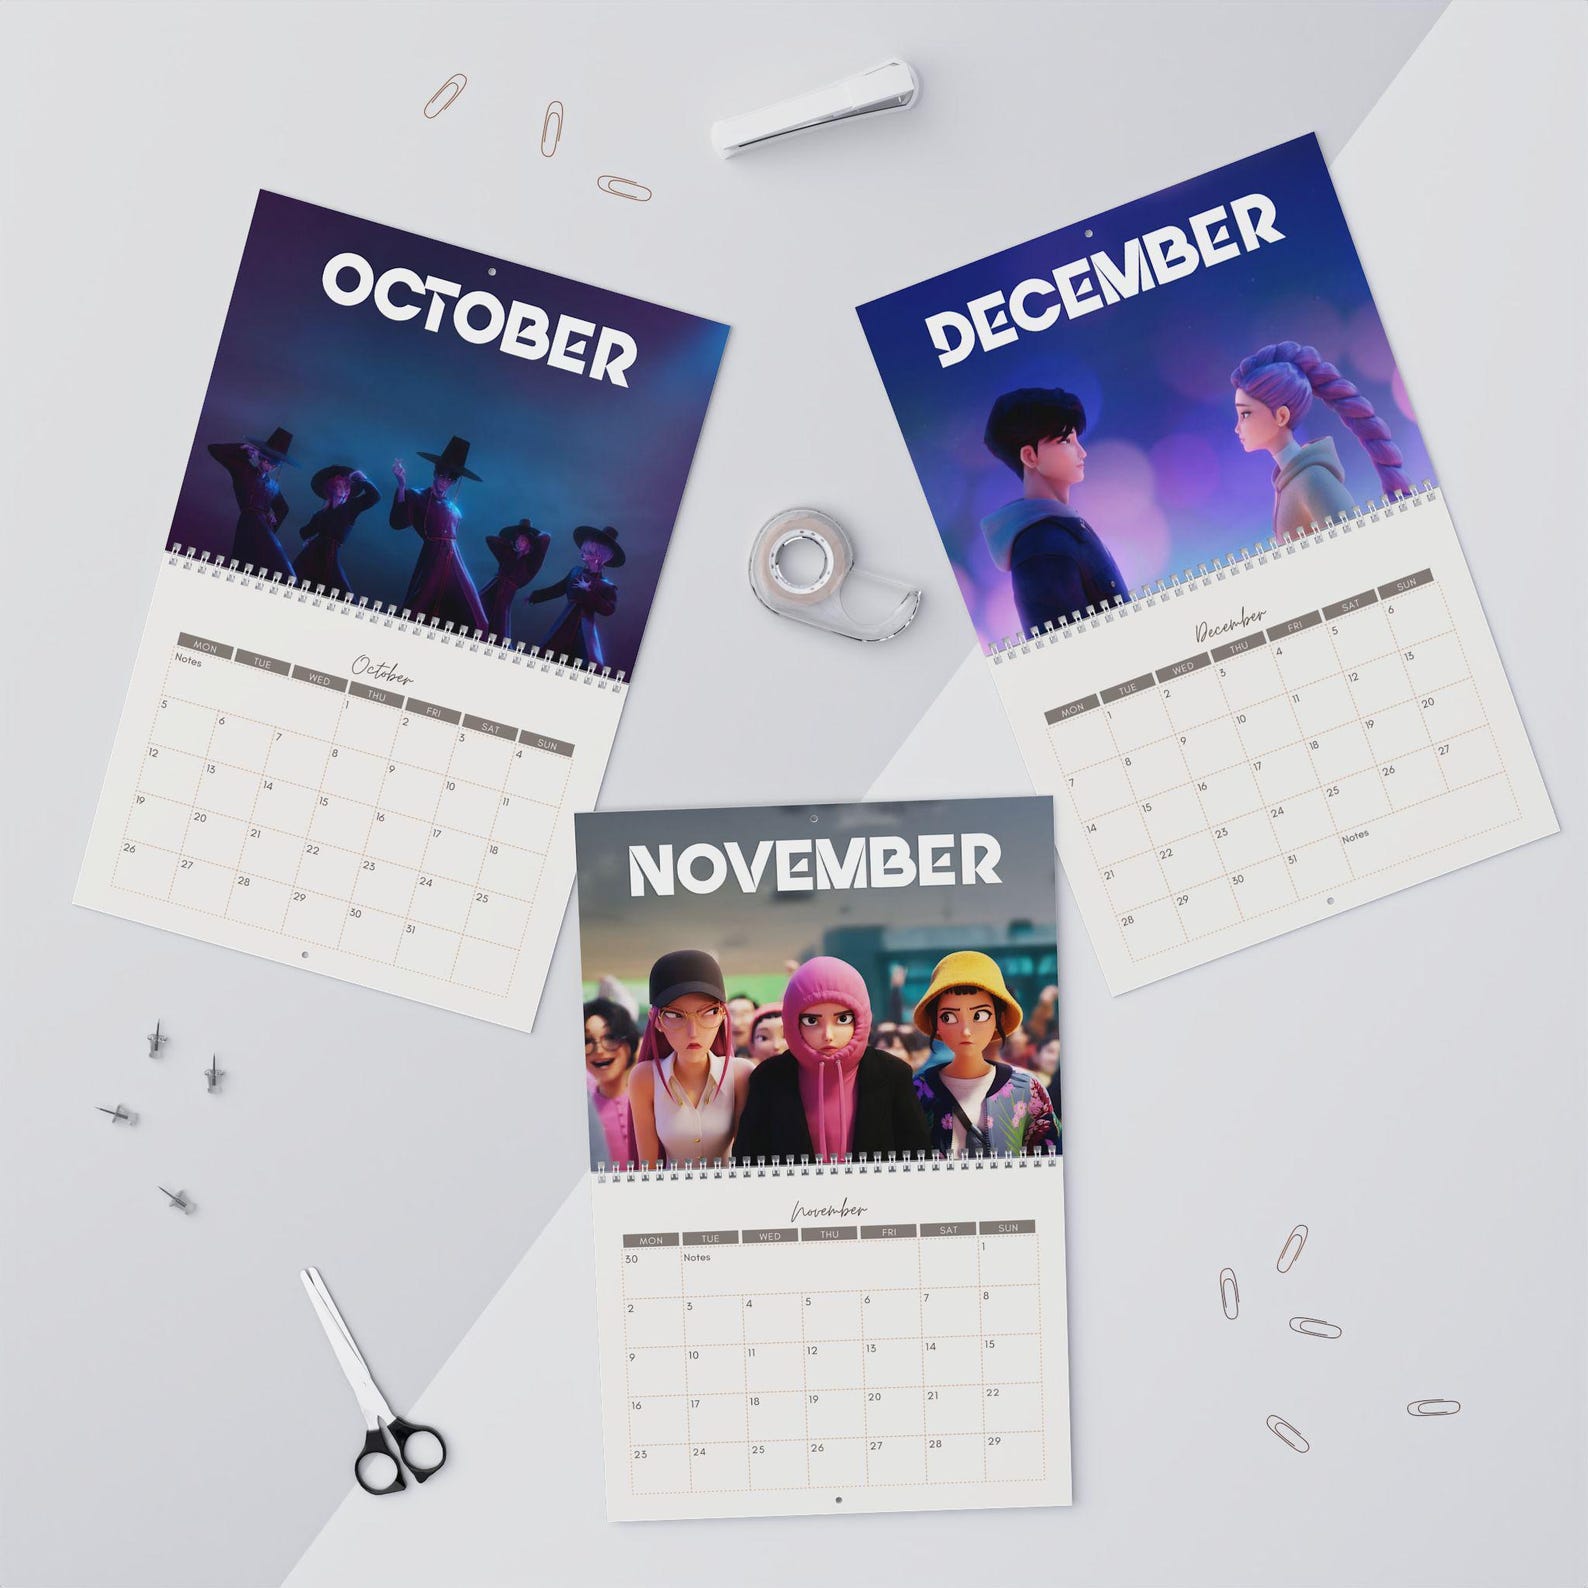 OCTOBER
October
MON TUE WED THU FRI SAT SUN
Notes 1 2 3 4
5 6 7 8 9 10 11
12 13 14 15 16 17 18
19 20 21 22 23 24 25
26 27 28 29 30 31
DECEMBER
December
MON TUE WED THU FRI SAT SUN
1 2 3 4 5 6
7 8 9 10 11 12 13
14 15 16 17 18 19 20
21 22 23 24 25 26 27
28 29 30 31 Notes
NOVEMBER
November
MON TUE WED THU FRI SAT SUN
30 Notes 1
2 3 4 5 6 7 8
9 10 11 12 13 14 15
16 17 18 19 20 21 22
23 24 25 26 27 28 29